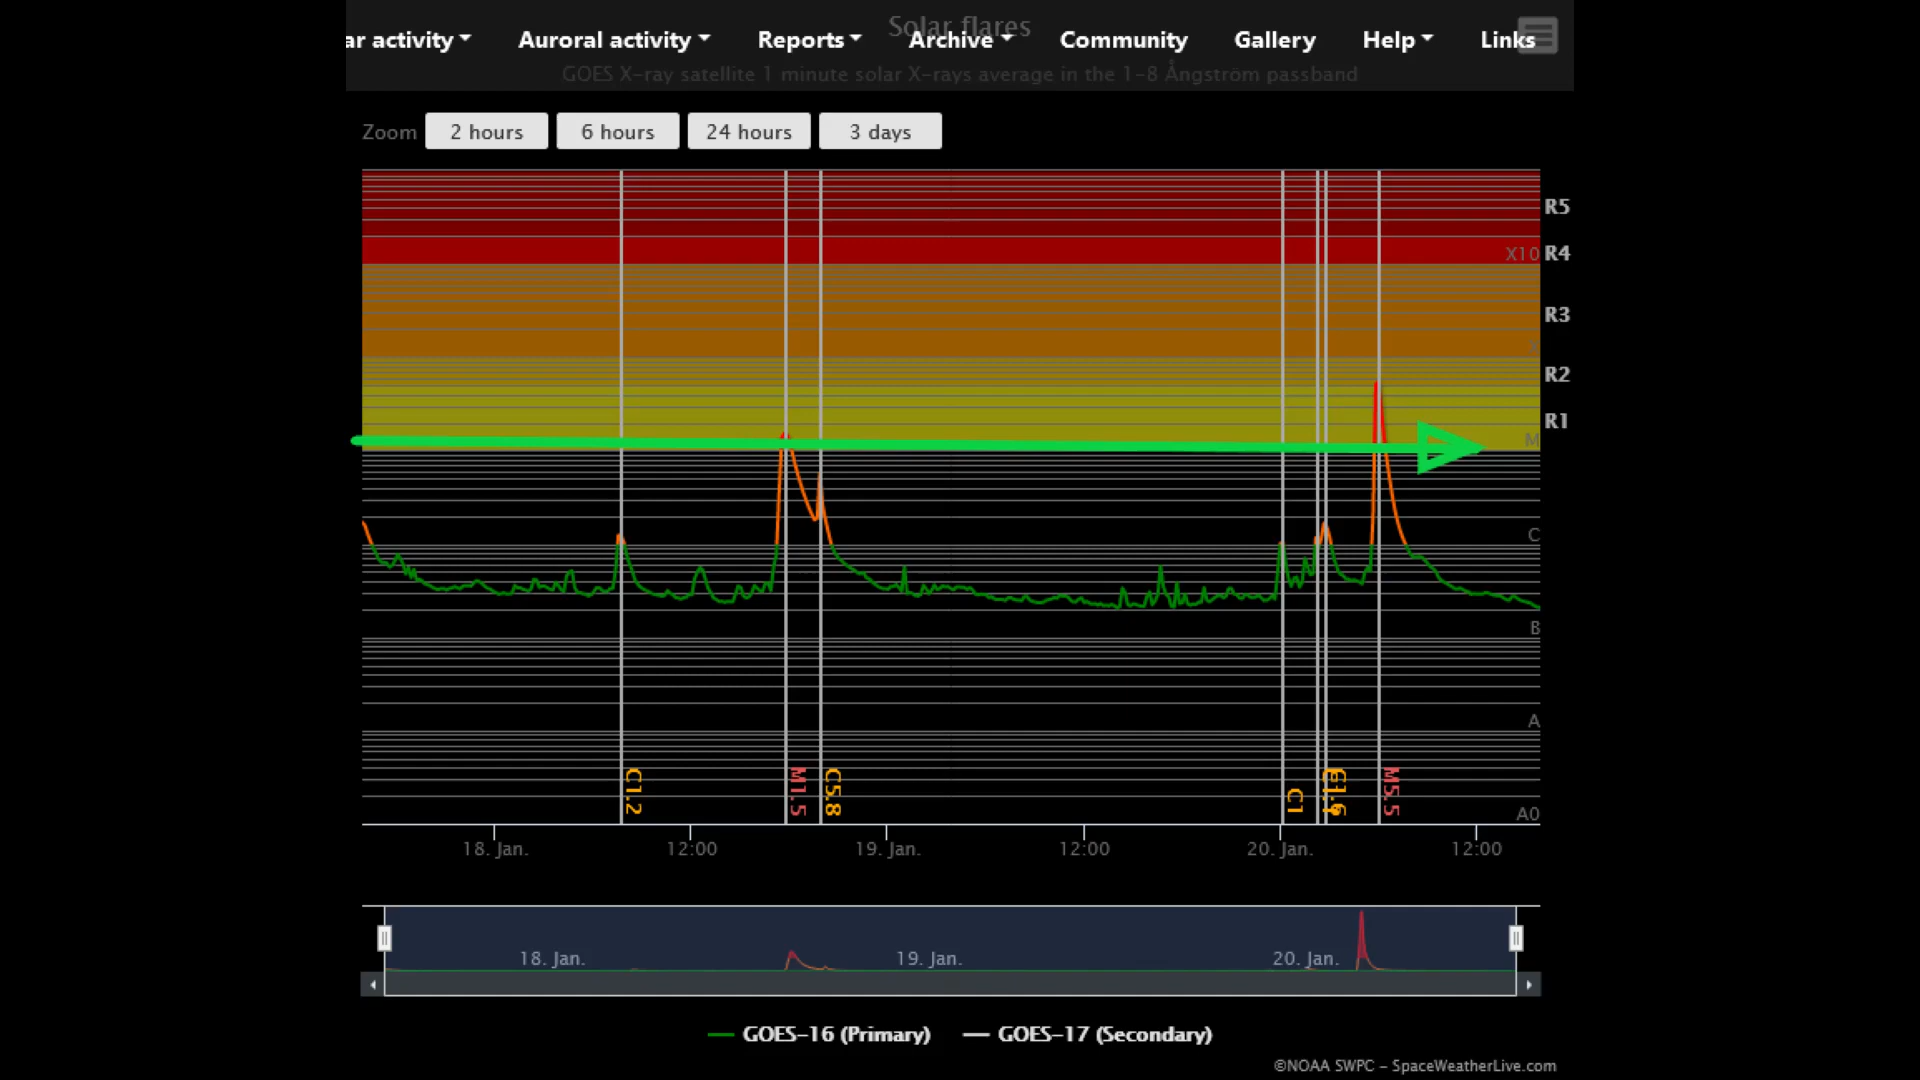 Solar flares
ar activity Auroral activity Reports Archive Community Gallery Help Links
GOES X-ray satellite 1 minute solar X-rays average in the 1-8 Ångström passband
Zoom 2 hours 6 hours 24 hours 3 days
R5
X10 R4
R3
X
R2
R1
M
C
B
A
A0
C1.2
M1.5
C5.8
C1
C1.6
M5.5
18. Jan. 12:00 19. Jan. 12:00 20. Jan. 12:00
18. Jan. 19. Jan. 20. Jan.
GOES-16 (Primary) GOES-17 (Secondary)
©NOAA SWPC - SpaceWeatherLive.com